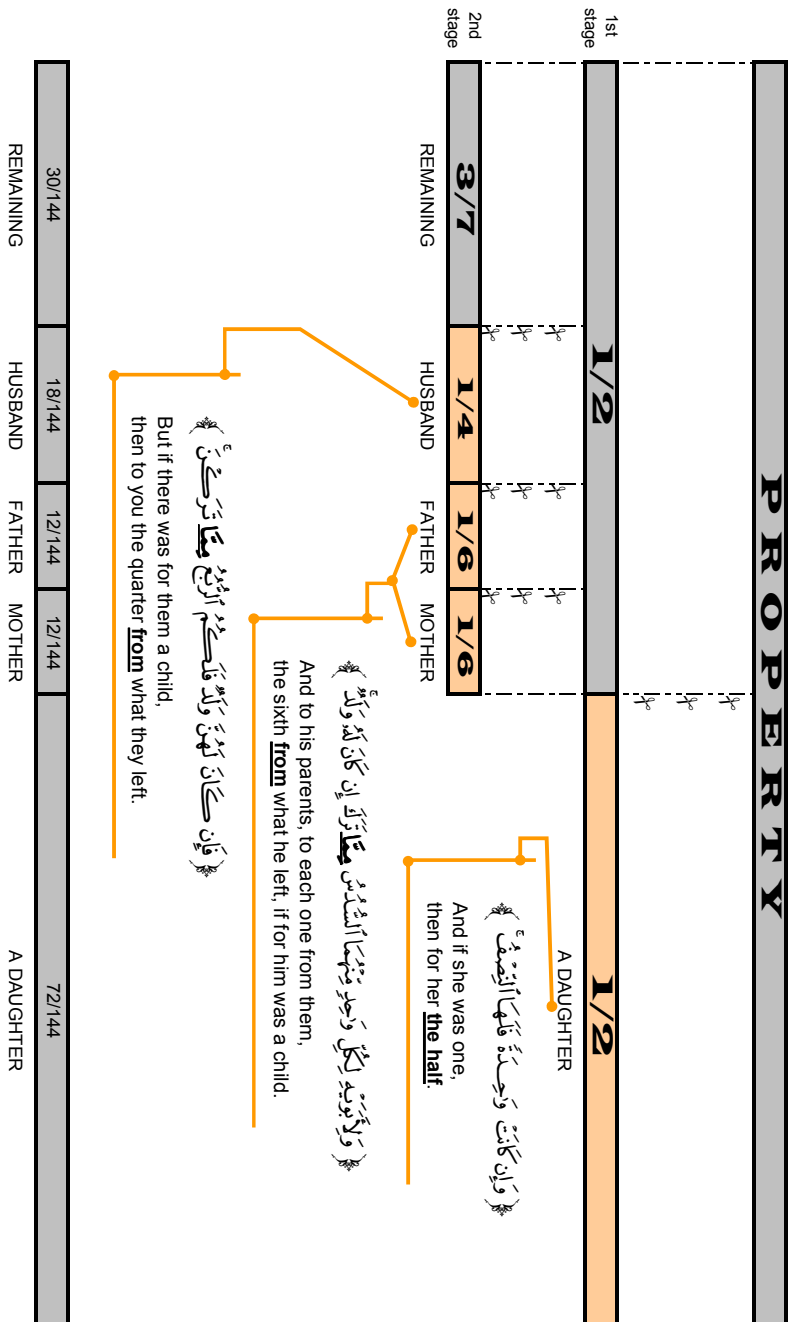 PROPERTY
1st
stage
1/2 1/2
A DAUGHTER
﴿ وَإِن كَانَتْ وَٰحِدَةً فَلَهَا ٱلنِّصْفُ ۚ ﴾
And if she was one,
then for her the half.
2nd
stage
3/7 1/4 1/6 1/6
REMAINING HUSBAND FATHER MOTHER
﴿ وَلِأَبَوَيْهِ لِكُلِّ وَٰحِدٍ مِّنْهُمَا ٱلسُّدُسُ مِمَّا تَرَكَ إِن كَانَ لَهُۥ وَلَدٌ ۚ ﴾
And to his parents, to each one from them,
the sixth from what he left, if for him was a child.
﴿ فَإِن كَانَ لَهُنَّ وَلَدٌ فَلَكُمُ ٱلرُّبُعُ مِمَّا تَرَكْنَ ۚ ﴾
But if there was for them a child,
then to you the quarter from what they left.
30/144 18/144 12/144 12/144 72/144
REMAINING HUSBAND FATHER MOTHER A DAUGHTER